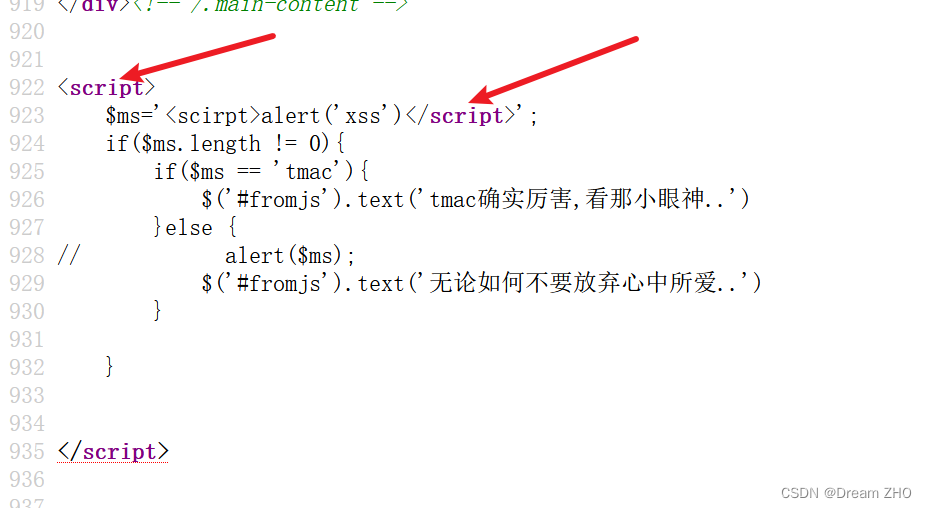 919 </div><!-- /.main-content -->
920
921
922 <script>
923     $ms='<scirpt>alert('xss')</script>';
924     if($ms.length != 0){
925         if($ms == 'tmac'){
926             $('#fromjs').text('tmac确实厉害,看那小眼神..')
927         }else {
928 //            alert($ms);
929             $('#fromjs').text('无论如何不要放弃心中所爱..')
930         }
931
932     }
933
934
935 </script>
936
937
CSDN @Dream ZHO